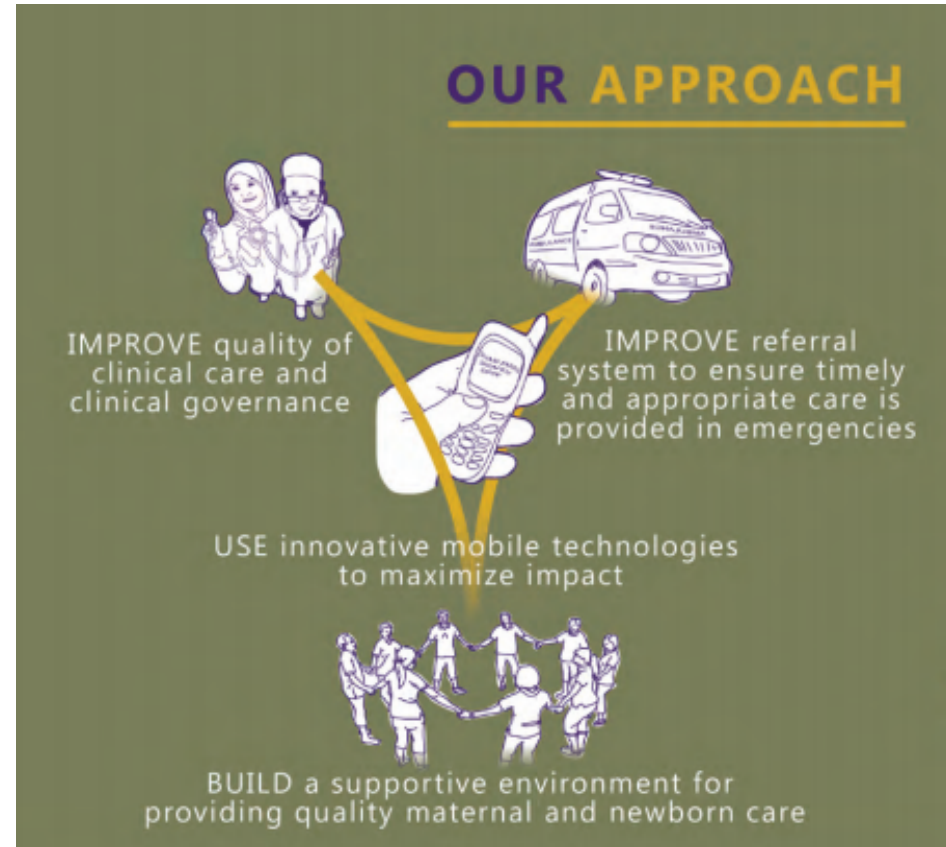 OUR APPROACH
IMPROVE quality of
clinical care and
clinical governance
IMPROVE referral
system to ensure timely
and appropriate care is
provided in emergencies
USE innovative mobile technologies
to maximize impact
BUILD a supportive environment for
providing quality maternal and newborn care